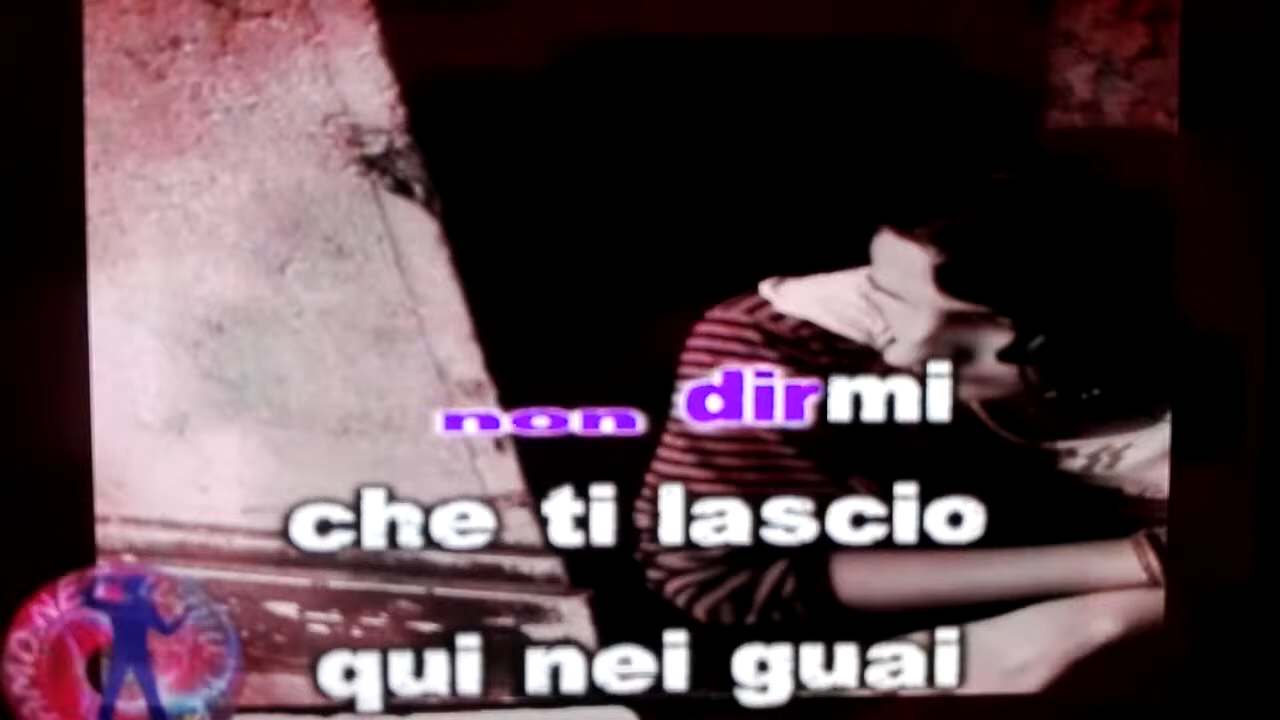 non dirmi
che ti lascio
qui nei guai